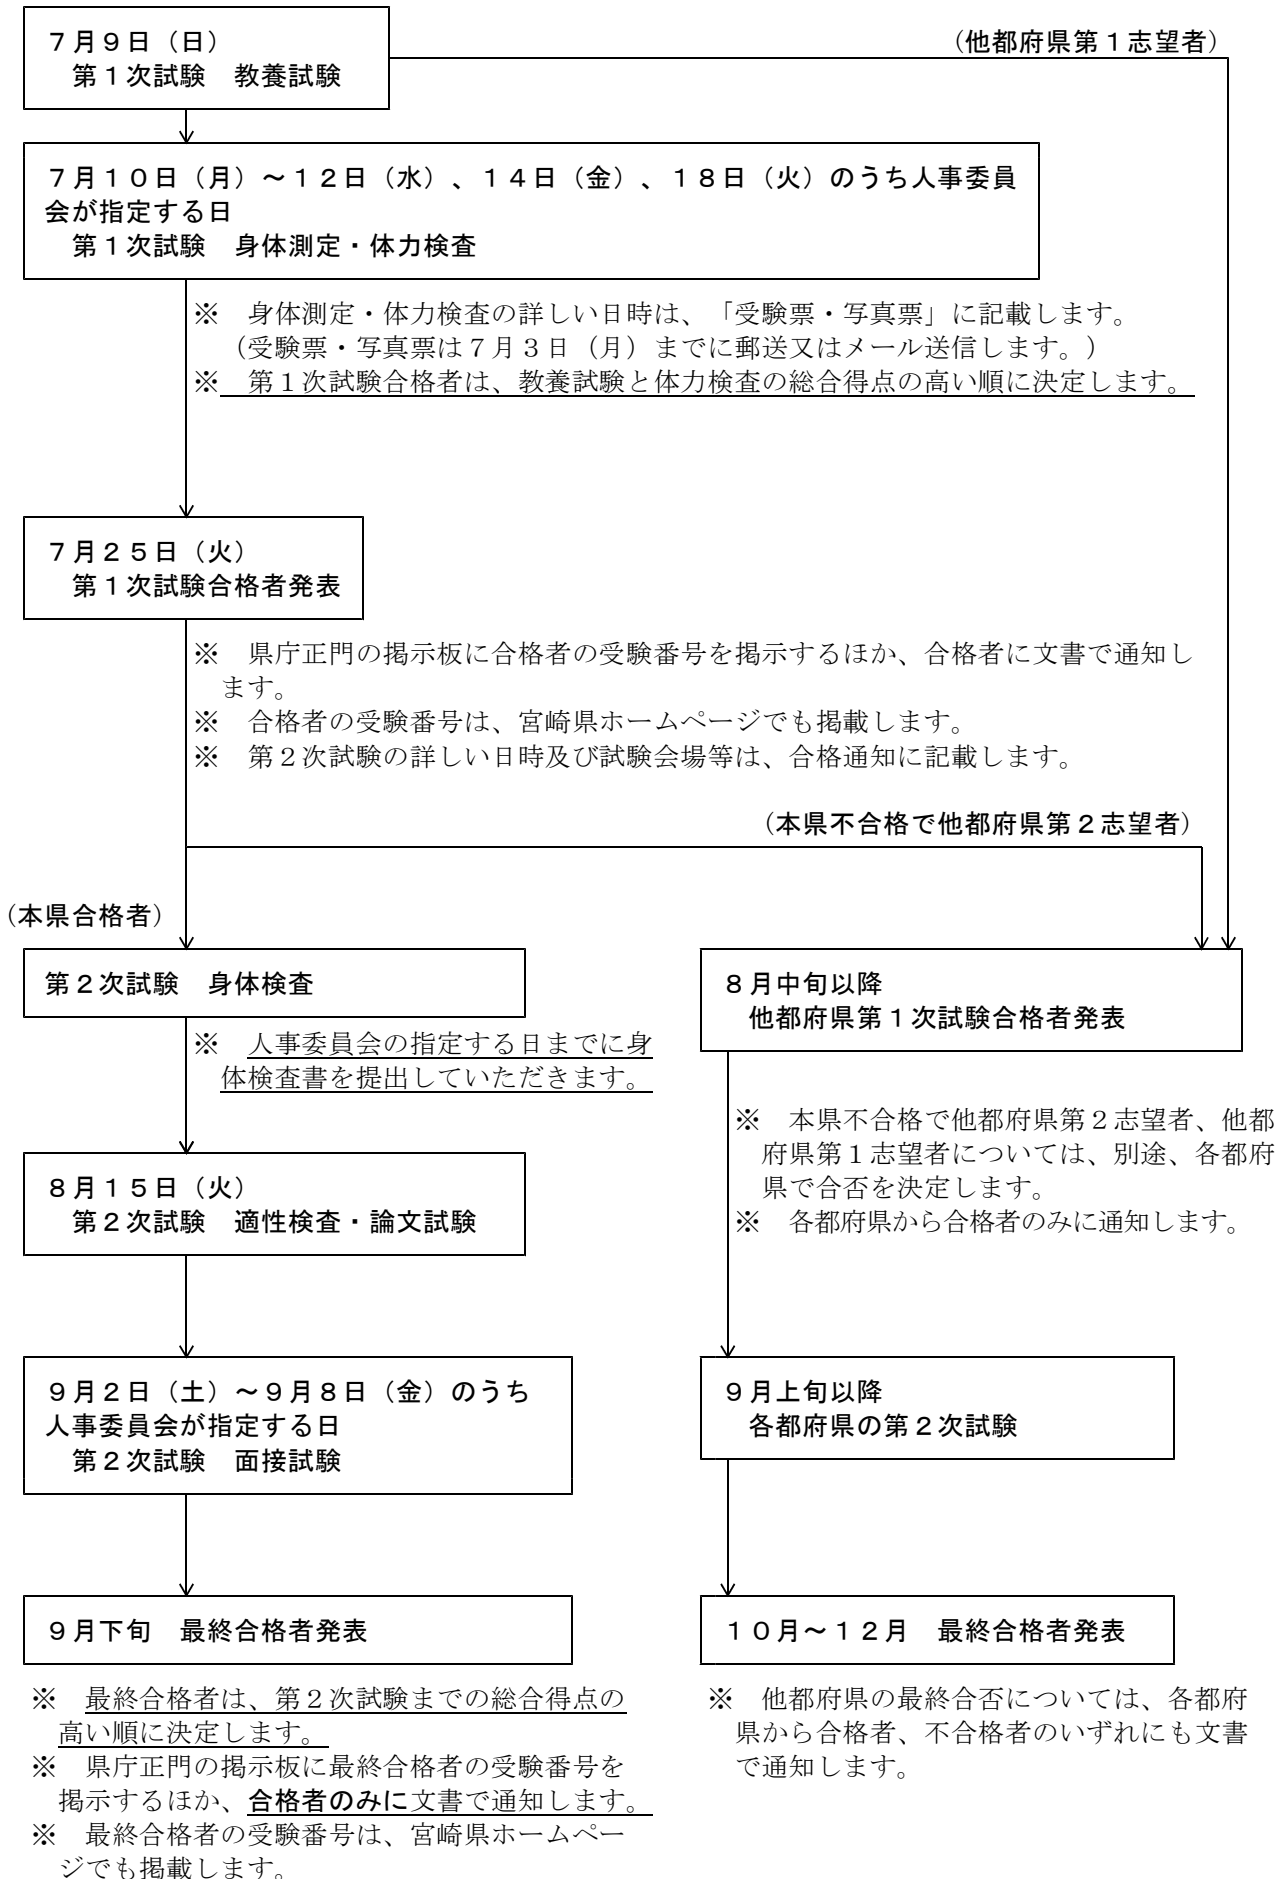 ７月９日（日）
第１次試験　教養試験
（他都府県第１志望者）
７月１０日（月）～１２日（水）、１４日（金）、１８日（火）のうち人事委員
会が指定する日
第１次試験　身体測定・体力検査
※　身体測定・体力検査の詳しい日時は、「受験票・写真票」に記載します。
（受験票・写真票は７月３日（月）までに郵送又はメール送信します。）
※　第１次試験合格者は、教養試験と体力検査の総合得点の高い順に決定します。
７月２５日（火）
第１次試験合格者発表
※　県庁正門の掲示板に合格者の受験番号を掲示するほか、合格者に文書で通知し
ます。
※　合格者の受験番号は、宮崎県ホームページでも掲載します。
※　第２次試験の詳しい日時及び試験会場等は、合格通知に記載します。
（本県不合格で他都府県第２志望者）
（本県合格者）
第２次試験　身体検査
※　人事委員会の指定する日までに身
体検査書を提出していただきます。
８月１５日（火）
第２次試験　適性検査・論文試験
９月２日（土）～９月８日（金）のうち
人事委員会が指定する日
第２次試験　面接試験
９月下旬　最終合格者発表
※　最終合格者は、第２次試験までの総合得点の
高い順に決定します。
※　県庁正門の掲示板に最終合格者の受験番号を
掲示するほか、合格者のみに文書で通知します。
※　最終合格者の受験番号は、宮崎県ホームペー
ジでも掲載します。
８月中旬以降
他都府県第１次試験合格者発表
※　本県不合格で他都府県第２志望者、他都
府県第１志望者については、別途、各都府
県で合否を決定します。
※　各都府県から合格者のみに通知します。
９月上旬以降
各都府県の第２次試験
１０月～１２月　最終合格者発表
※　他都府県の最終合否については、各都府
県から合格者、不合格者のいずれにも文書
で通知します。